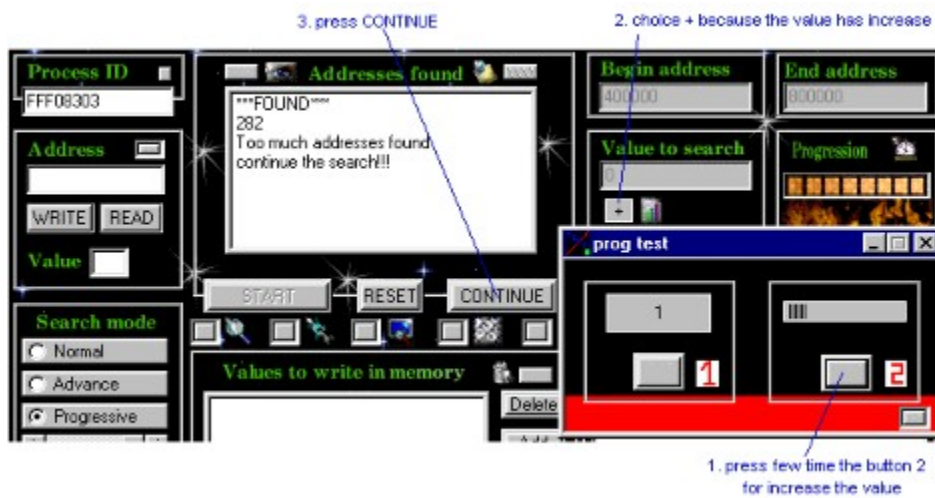 3. press CONTINUE
2. choice + because the value has increase
Process ID
FFF08303
Addresses found
***FOUND***
282
Too much addresses found
continue the search!!!
Begin address
400000
End address
800000
Address
WRITE
READ
Value
Value to search
0
+
Progression
START
RESET
CONTINUE
prog test
1
1
2
Search mode
Normal
Advance
Progressive
Values to write in memory
Delete
1. press few time the button 2
for increase the value